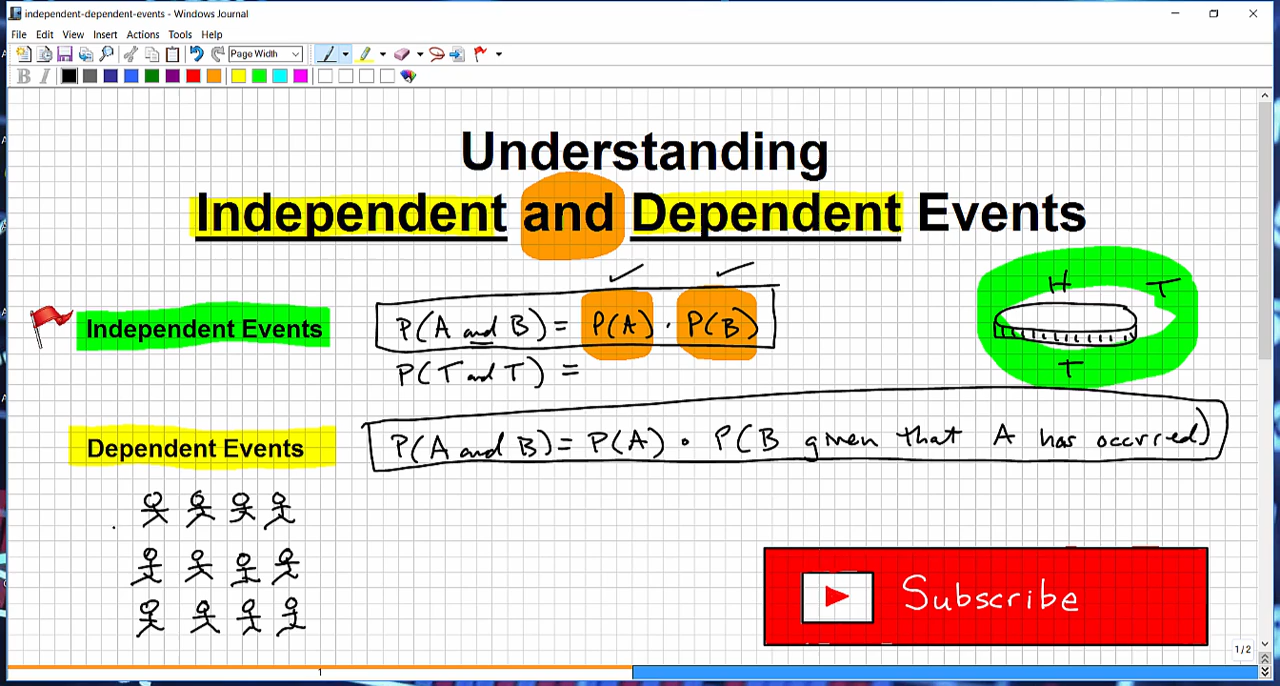 independent-dependent-events - Windows Journal
File Edit View Insert Actions Tools Help
Page Width
B I
Understanding
Independent and Dependent Events
H T
Independent Events
P(A and B) = P(A) · P(B)
T
P(T and T) =
Dependent Events
P(A and B) = P(A) · P(B given that A has occurred)
Subscribe
1/2
1